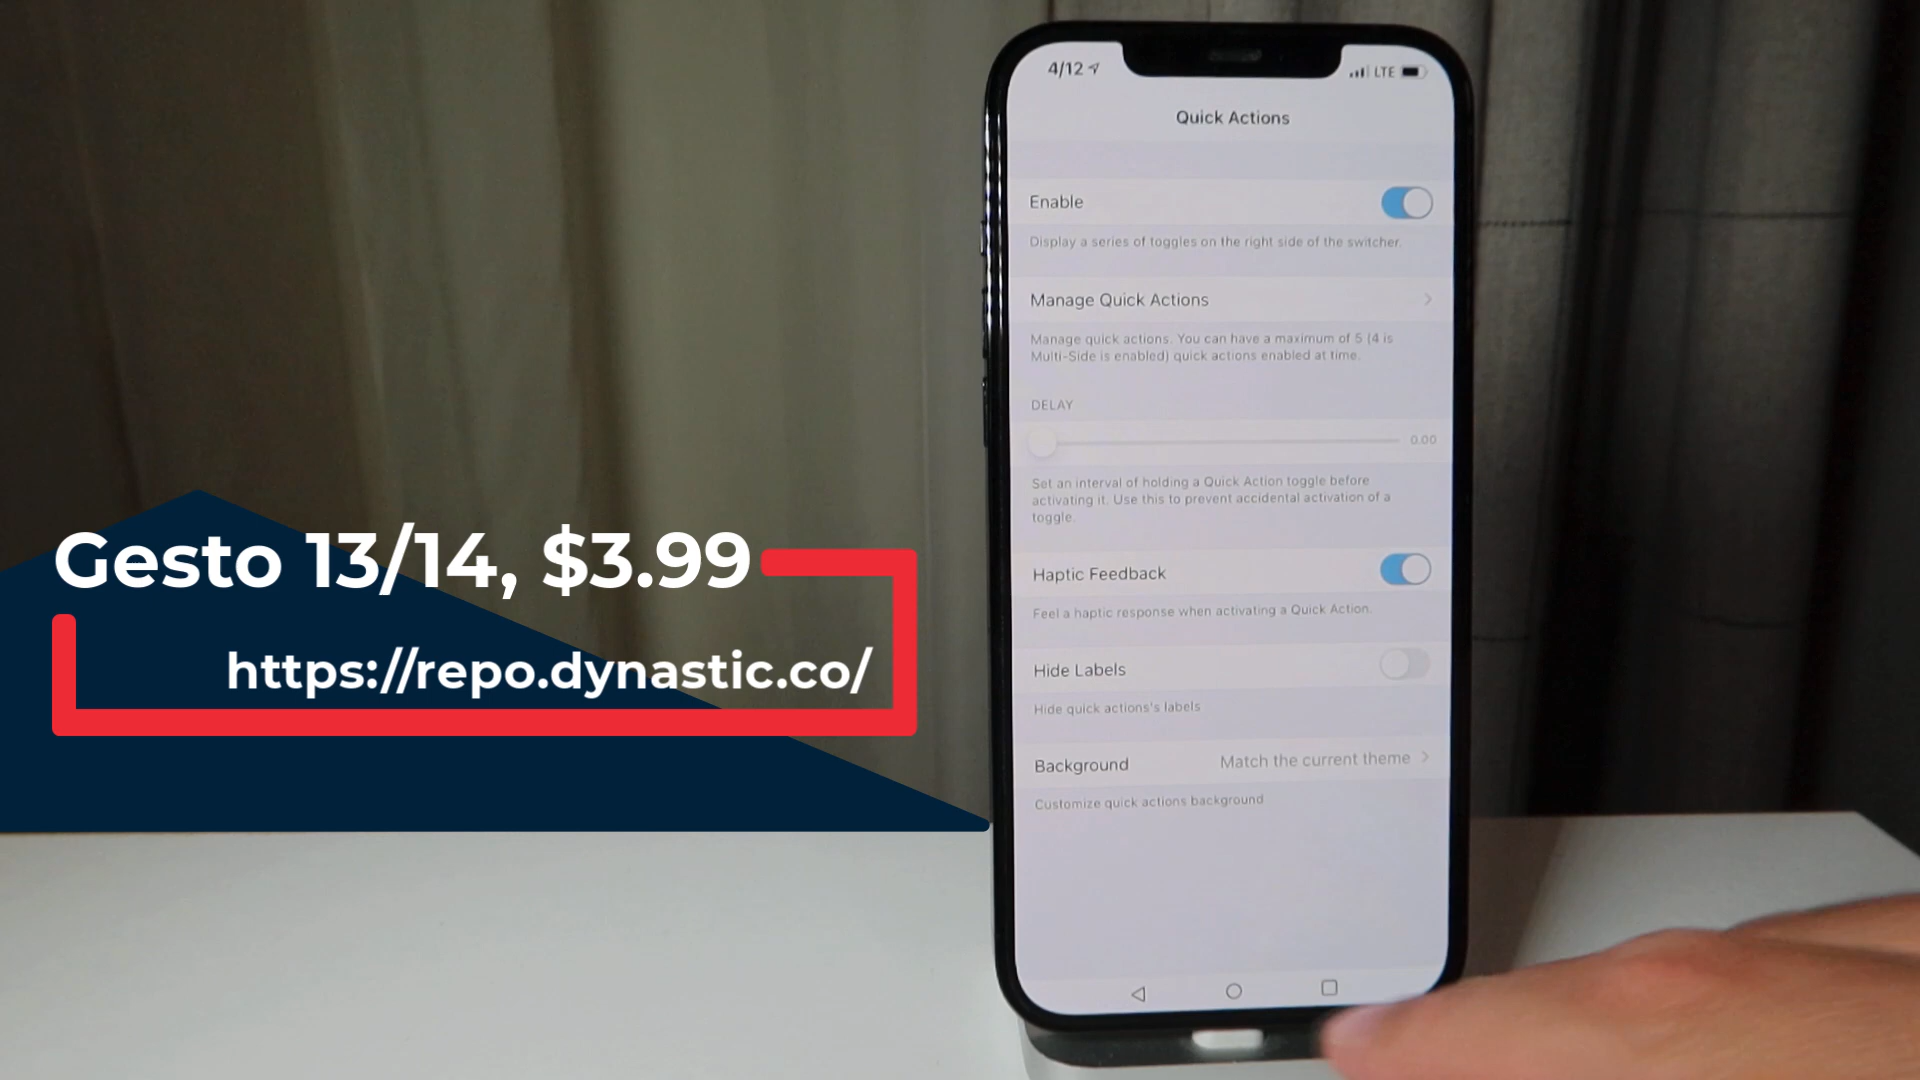 Gesto 13/14, $3.99
https://repo.dynastic.co/
4/12
LTE
Quick Actions
Enable
Display a series of toggles on the right side of the switcher.
Manage Quick Actions
Manage quick actions. You can have a maximum of 5 (4 is
Multi-Side is enabled) quick actions enabled at time.
DELAY
0.00
Set an interval of holding a Quick Action toggle before
activating it. Use this to prevent accidental activation of a
toggle.
Haptic Feedback
Feel a haptic response when activating a Quick Action.
Hide Labels
Hide quick actions's labels
Background Match the current theme
Customize quick actions background